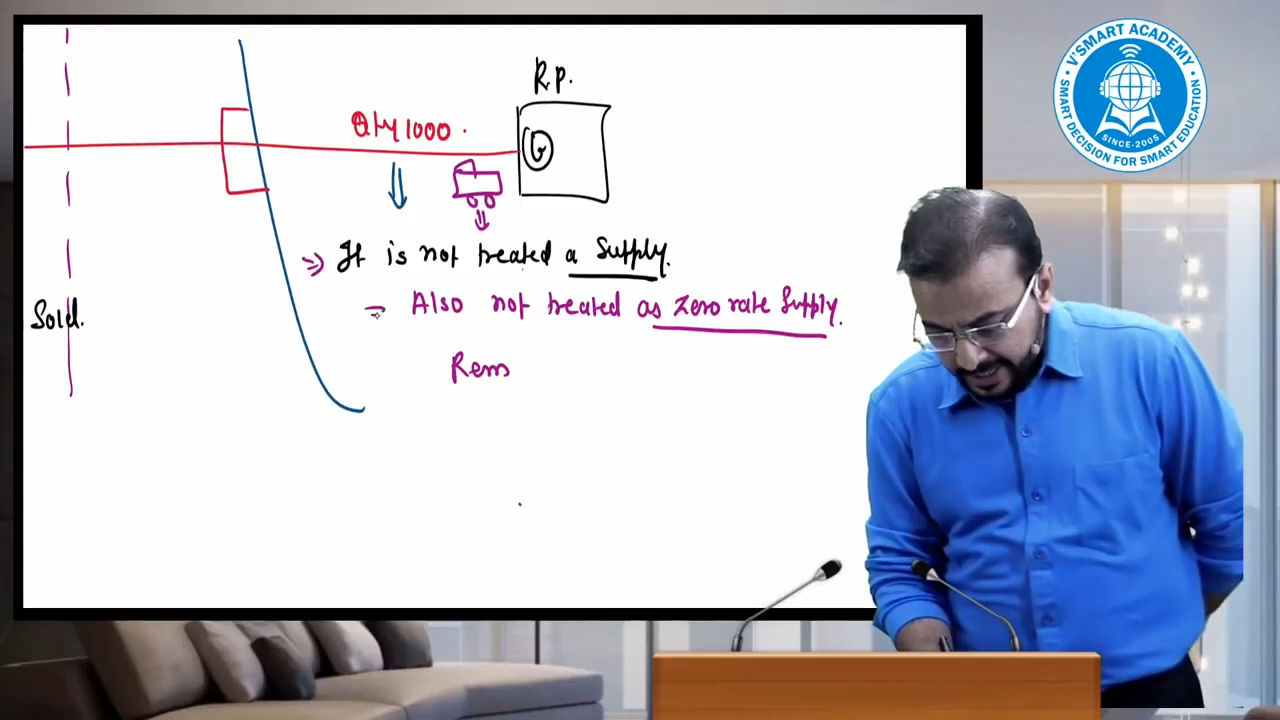 R.P.
Qty 1000.
G
=> It is not treated a Supply.
= Also not treated as Zero rate Supply.
Sold.
Rem
V'SMART ACADEMY
SINCE-2005
SMART DECISION FOR SMART EDUCATION